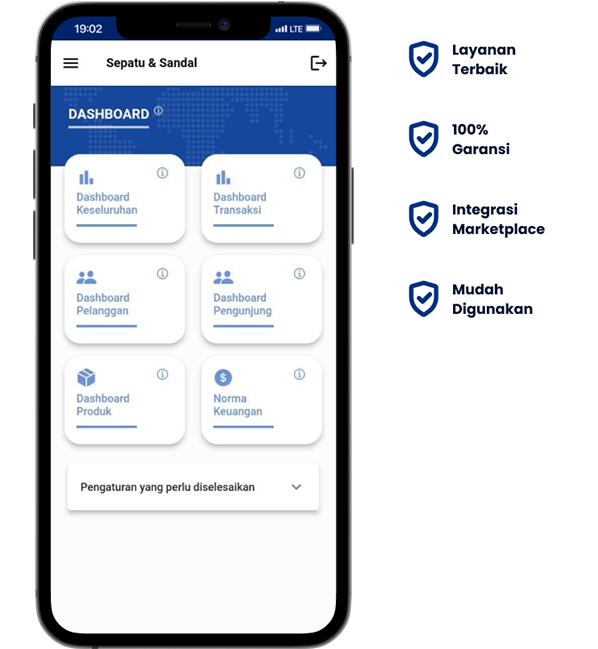 19:02
LTE
Sepatu & Sandal
DASHBOARD
Dashboard
Keseluruhan
Dashboard
Transaksi
Dashboard
Pelanggan
Dashboard
Pengunjung
Dashboard
Produk
Norma
Keuangan
Pengaturan yang perlu diselesaikan
Layanan
Terbaik
100%
Garansi
Integrasi
Marketplace
Mudah
Digunakan